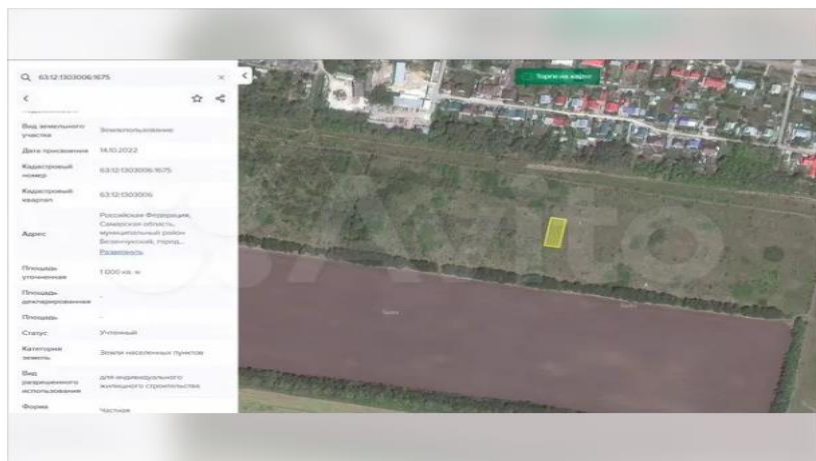 63:12:1303006:1675
Торги на карте
Вид земельного
участка
Землепользование
Дата присвоения
14.10.2022
Кадастровый
номер
63:12:1303006:1675
Кадастровый
квартал
63:12:1303006
Адрес
Российская Федерация,
Самарская область,
муниципальный район
Безенчукский, город...
Развернуть
Площадь
уточненная
1 000 кв. м
Площадь
декларированная
-
Площадь
-
Статус
Учтенный
Категория
земель
Земли населенных пунктов
Вид
разрешенного
использования
для индивидуального
жилищного строительства
Форма
Частная
Avito